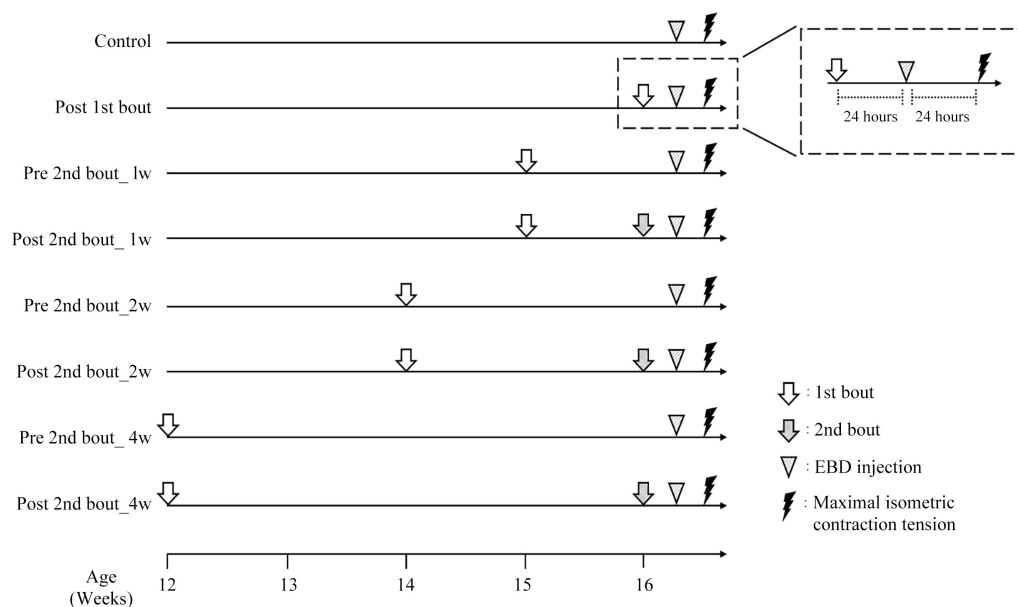 Control
Post 1st bout
24 hours 24 hours
Pre 2nd bout_ 1w
Post 2nd bout_ 1w
Pre 2nd bout_2w
Post 2nd bout_2w
Pre 2nd bout_ 4w
Post 2nd bout_4w
: 1st bout
: 2nd bout
: EBD injection
: Maximal isometric
contraction tension
Age
(Weeks)
12 13 14 15 16